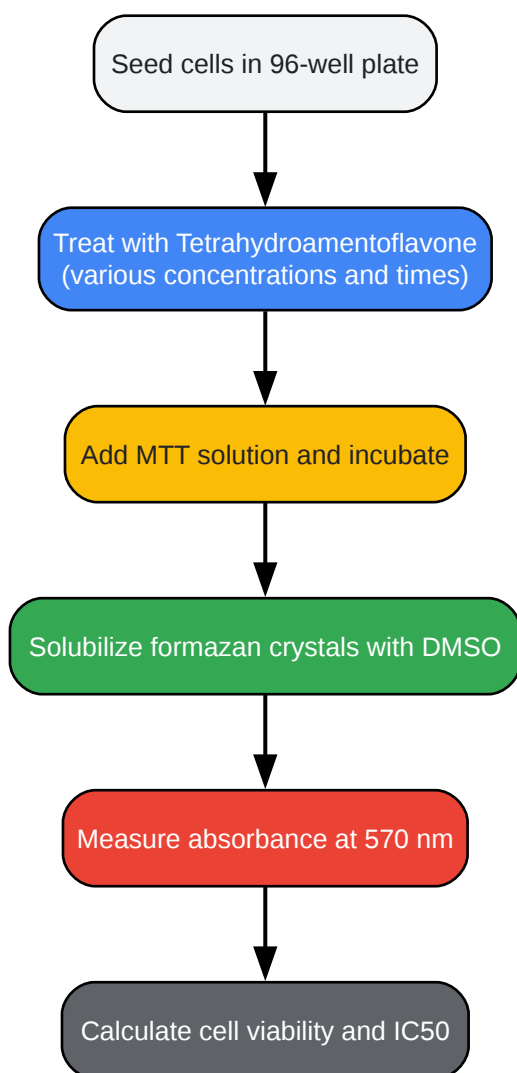 Seed cells in 96-well plate
Treat with Tetrahydroamentoflavone
(various concentrations and times)
Add MTT solution and incubate
Solubilize formazan crystals with DMSO
Measure absorbance at 570 nm
Calculate cell viability and IC50